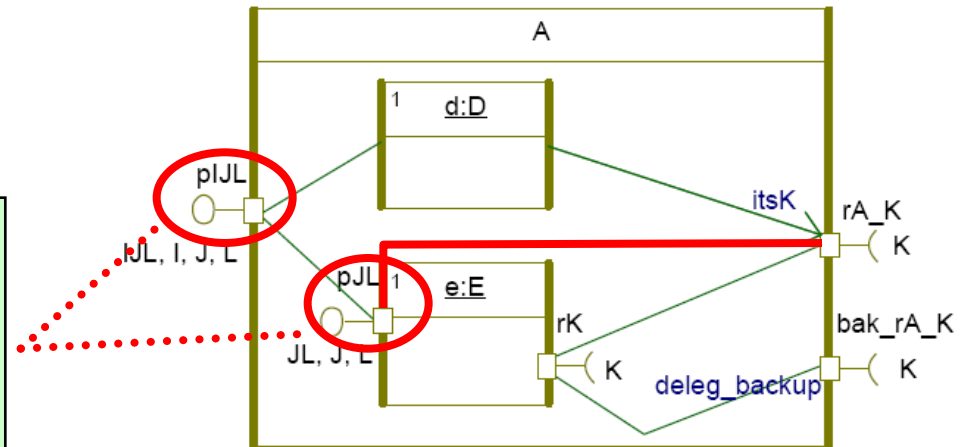 A
1
d:D
pIJL
IJL, I, J, L
itsK
rA_K
K
pJL
1
e:E
JL, J, L
rK
K
bak_rA_K
K
deleg_backup